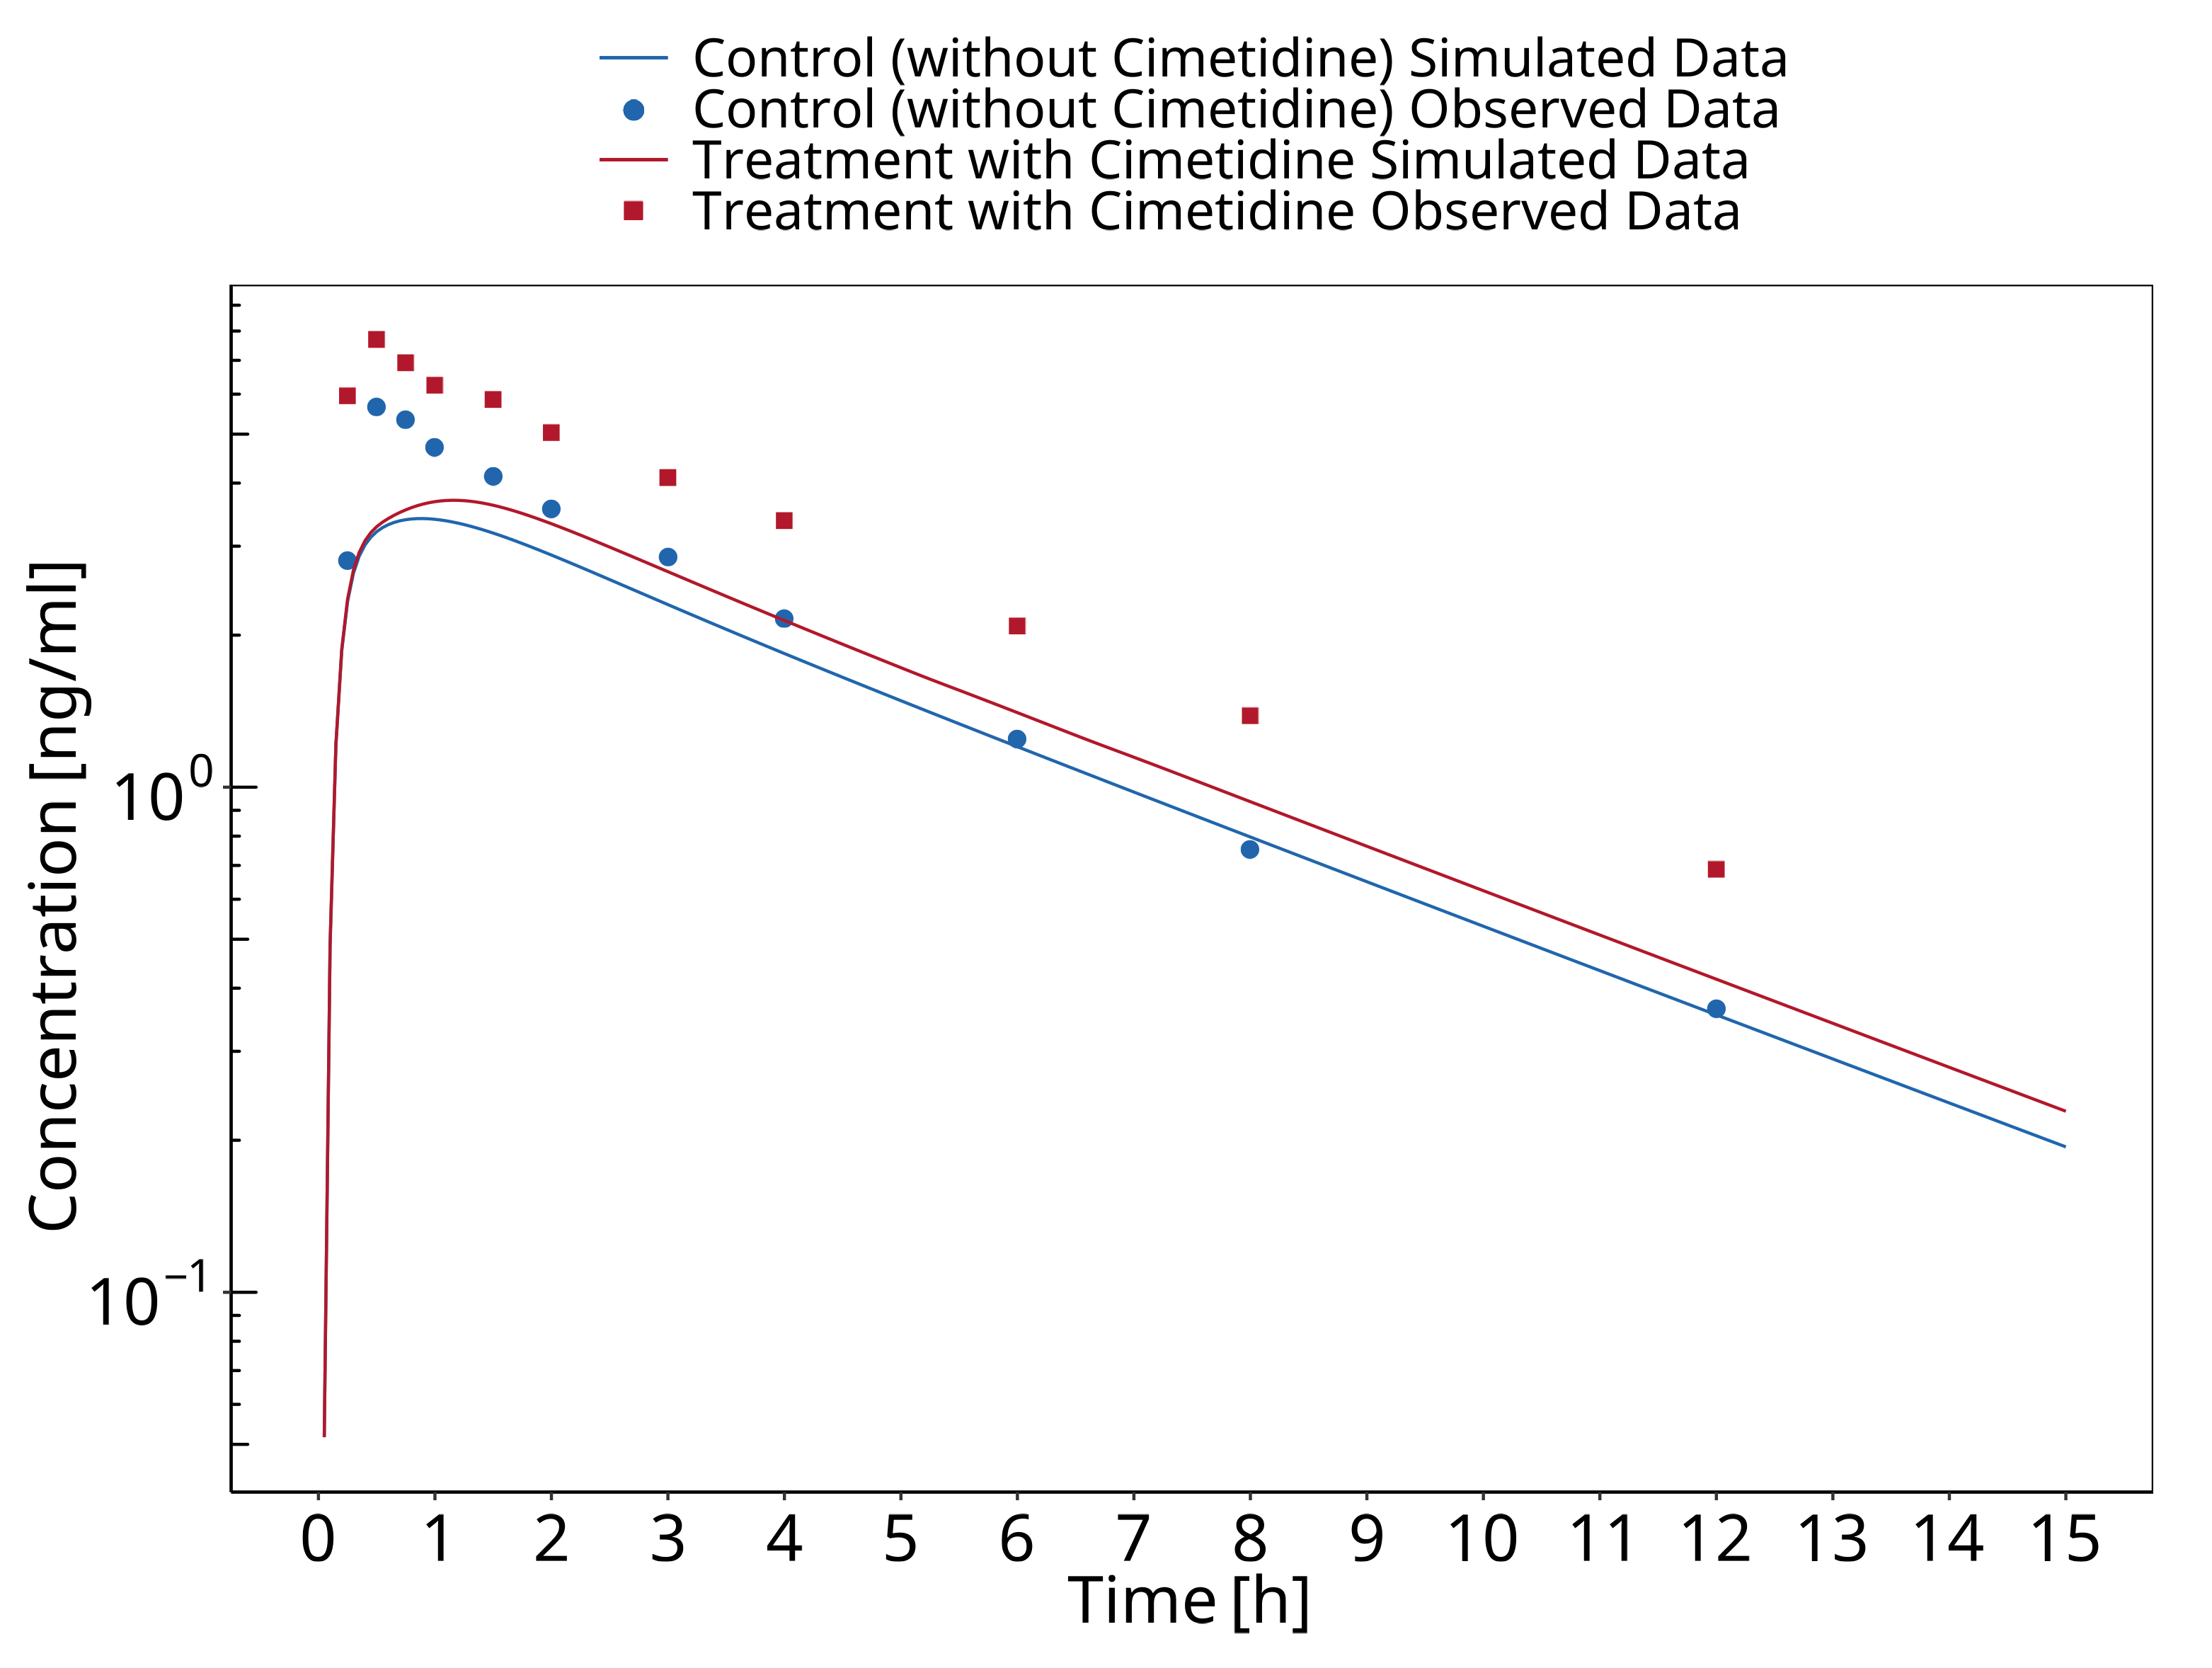 Control (without Cimetidine) Simulated Data
Control (without Cimetidine) Observed Data
Treatment with Cimetidine Simulated Data
Treatment with Cimetidine Observed Data
Concentration [ng/ml]
10⁰
10⁻¹
0 1 2 3 4 5 6 7 8 9 10 11 12 13 14 15
Time [h]